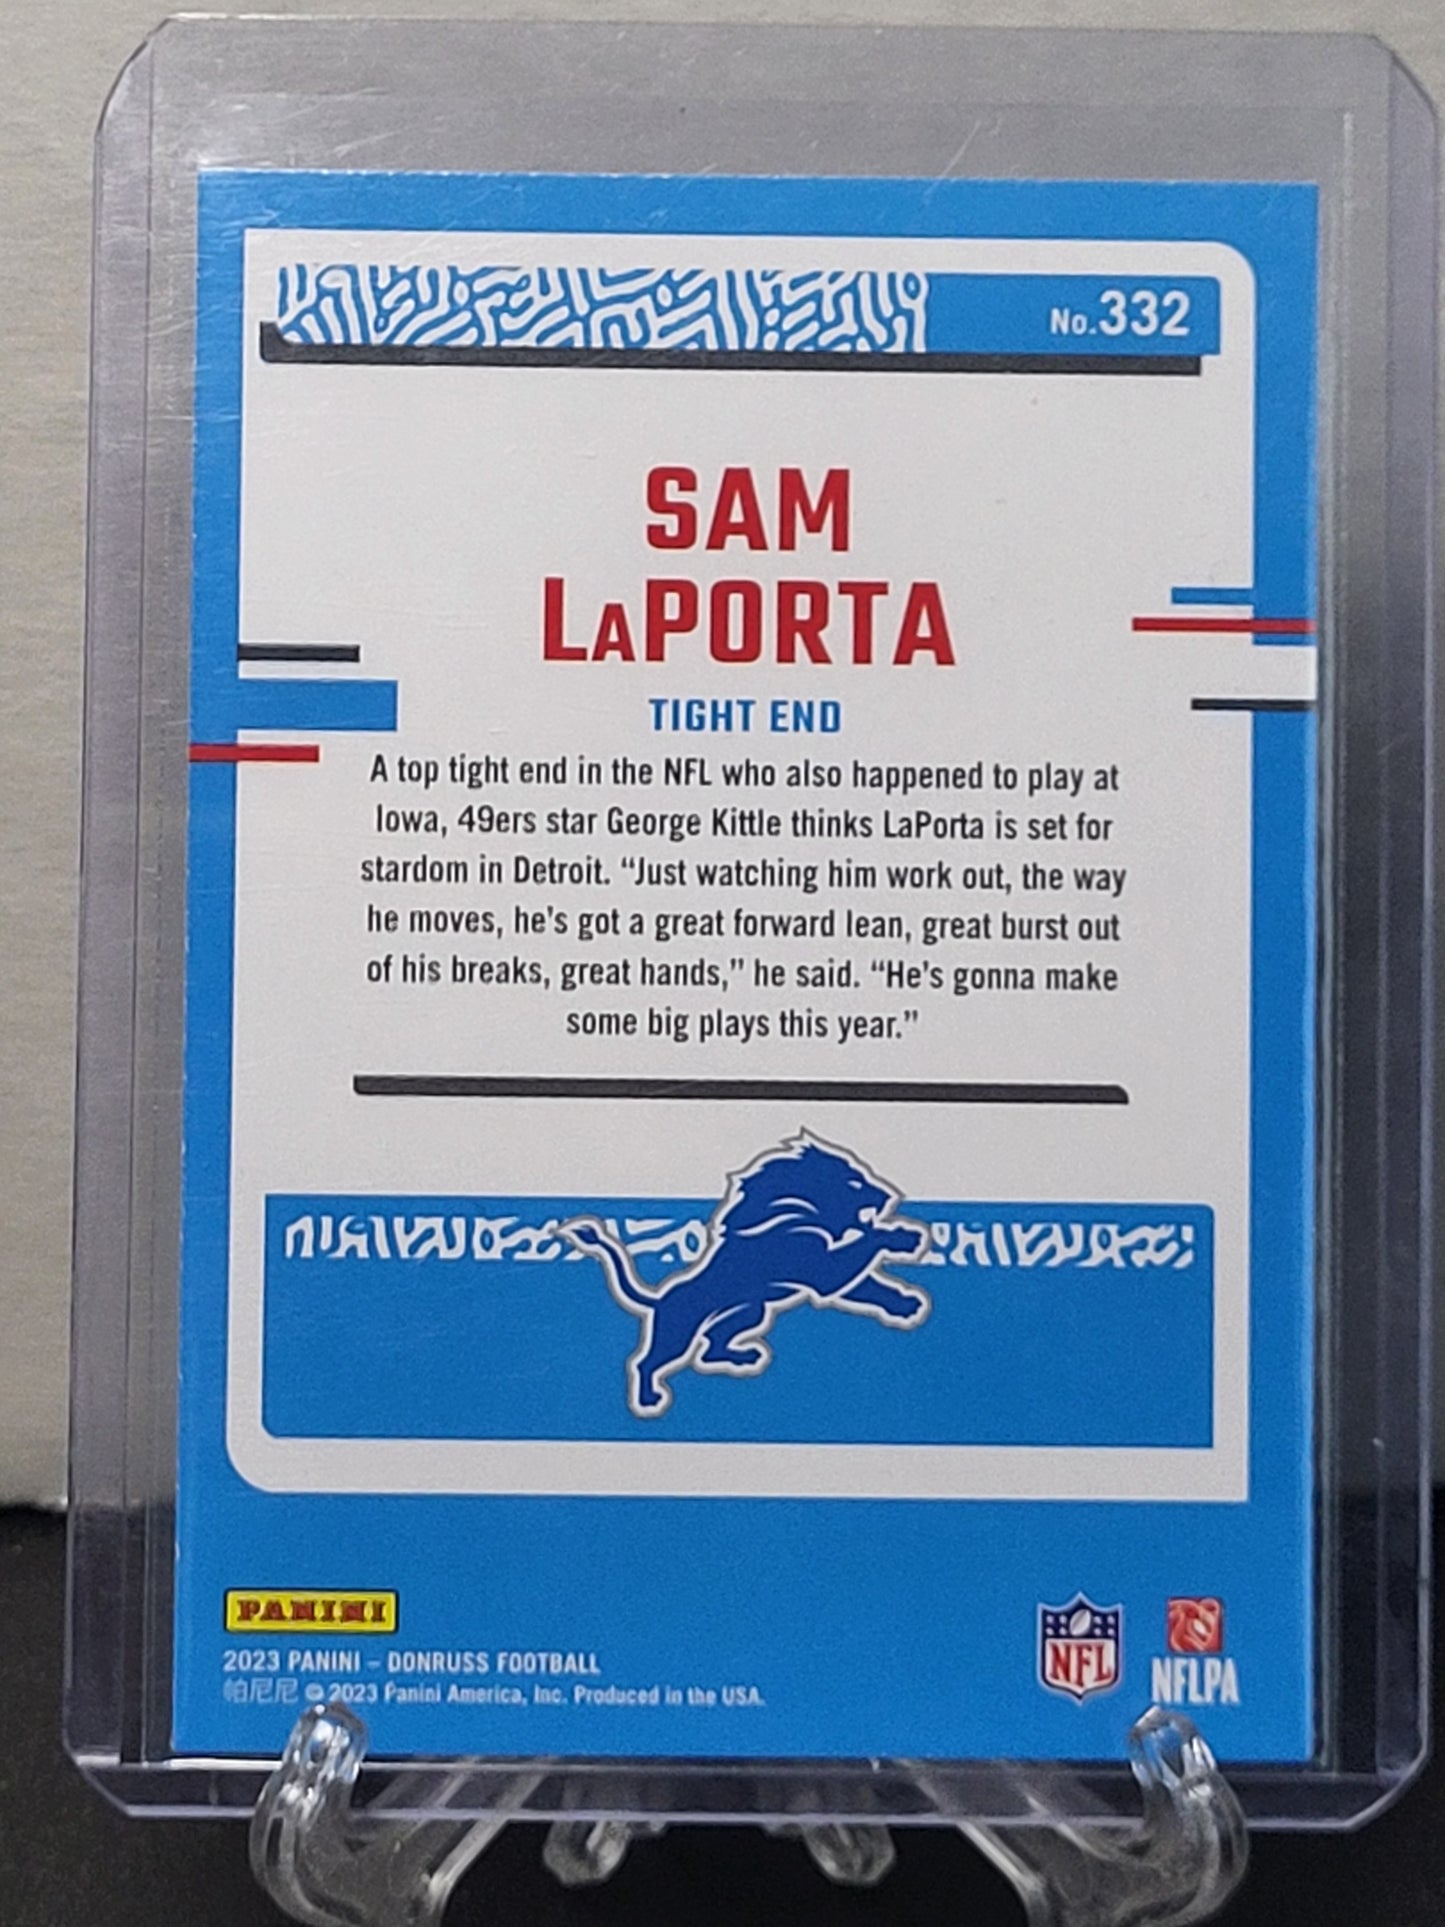 No.332
SAM
LaPORTA
TIGHT END
A top tight end in the NFL who also happened to play at
Iowa, 49ers star George Kittle thinks LaPorta is set for
stardom in Detroit. “Just watching him work out, the way
he moves, he's got a great forward lean, great burst out
of his breaks, great hands,” he said. “He's gonna make
some big plays this year.”
PANINI
2023 PANINI – DONRUSS FOOTBALL
帕尼尼 © 2023 Panini America, Inc. Produced in the USA.
NFL
NFLPA